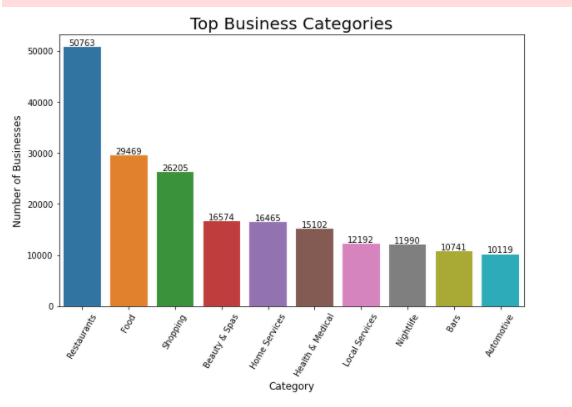 Top Business Categories
50763
29469
26205
16574
16465
15102
12192
11990
10741
10119
50000
40000
30000
20000
10000
0
Number of Businesses
Restaurants
Food
Shopping
Beauty & Spas
Home Services
Health & Medical
Local Services
Nightlife
Bars
Automotive
Category